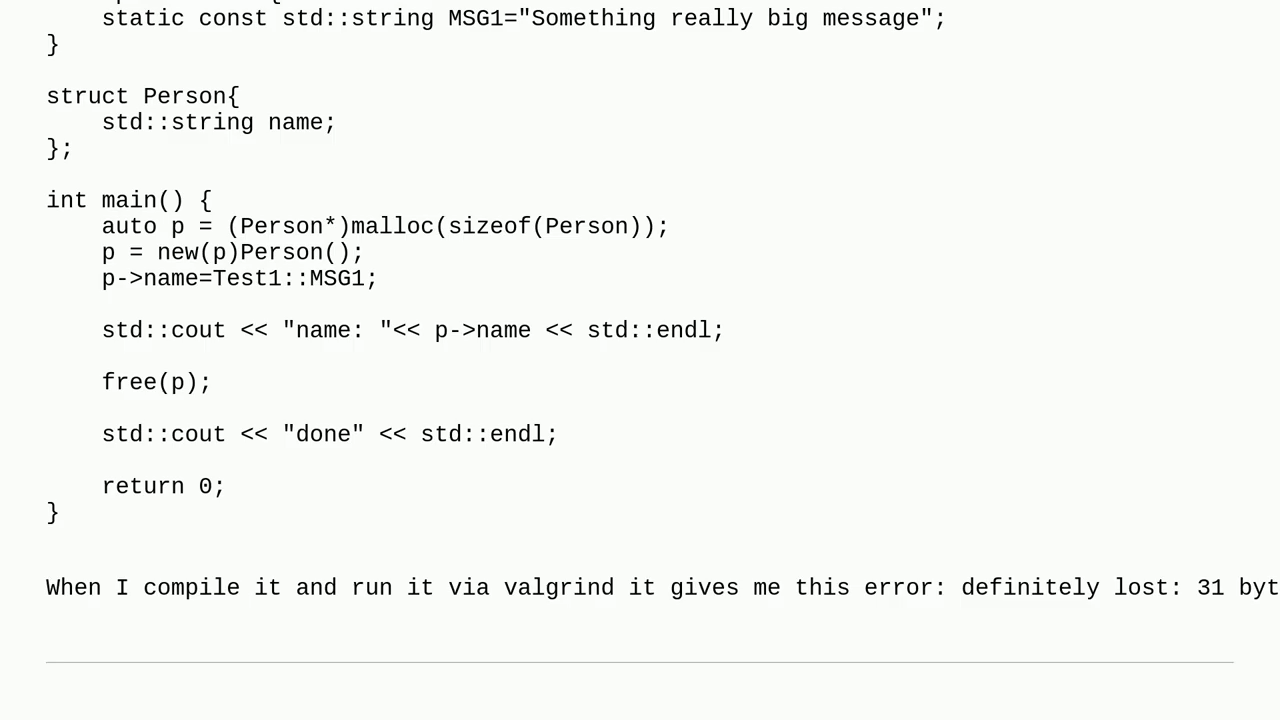 static const std::string MSG1="Something really big message";
}
struct Person{
std::string name;
};
int main() {
auto p = (Person*)malloc(sizeof(Person));
p = new(p)Person();
p->name=Test1::MSG1;
std::cout << "name: "<< p->name << std::endl;
free(p);
std::cout << "done" << std::endl;
return 0;
}
When I compile it and run it via valgrind it gives me this error: definitely lost: 31 byt